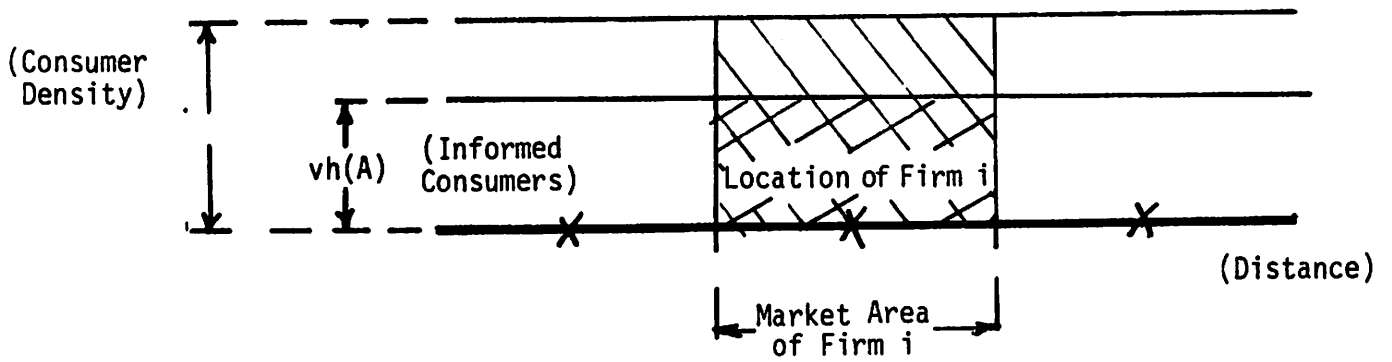 (Consumer
Density)
vh(A)
(Informed
Consumers)
Location of Firm i
(Distance)
Market Area
of Firm i